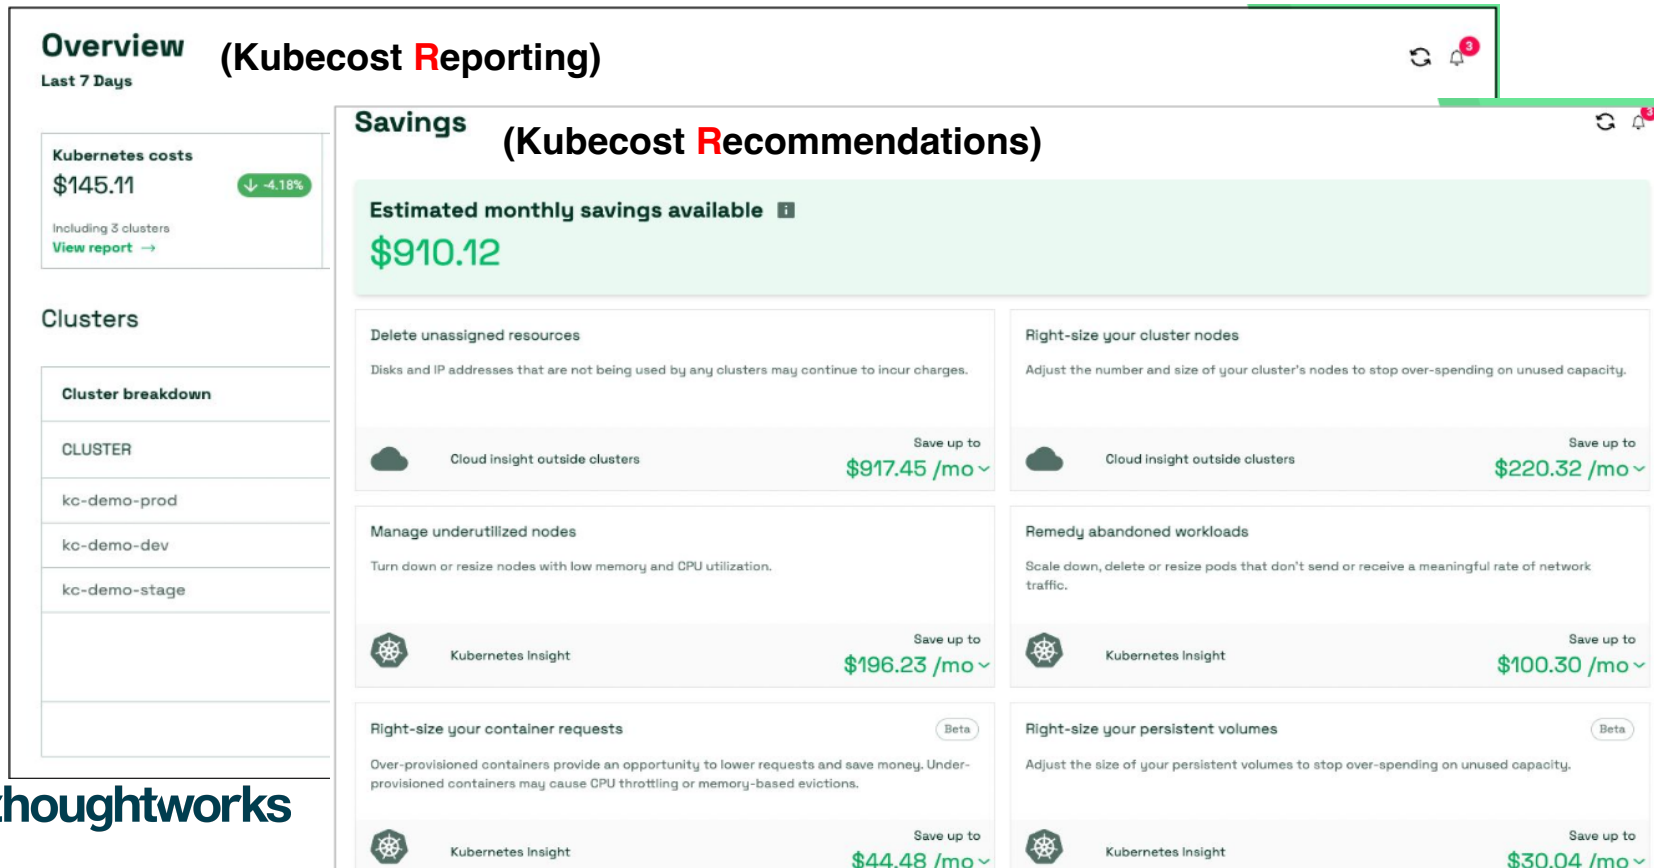 Overview (Kubecost Reporting)
3
Last 7 Days
Kubernetes costs
$145.11
-4.18%
Including 3 clusters
View report →
Clusters
Cluster breakdown
CLUSTER
kc-demo-prod
kc-demo-dev
kc-demo-stage
Savings (Kubecost Recommendations)
3
Estimated monthly savings available i
$910.12
Delete unassigned resources
Disks and IP addresses that are not being used by any clusters may continue to incur charges.
Cloud insight outside clusters
Save up to
$917.45 /mo
Right-size your cluster nodes
Adjust the number and size of your cluster's nodes to stop over-spending on unused capacity.
Cloud insight outside clusters
Save up to
$220.32 /mo
Manage underutilized nodes
Turn down or resize nodes with low memory and CPU utilization.
Kubernetes Insight
Save up to
$196.23 /mo
Remedy abandoned workloads
Scale down, delete or resize pods that don't send or receive a meaningful rate of network
traffic.
Kubernetes Insight
Save up to
$100.30 /mo
Right-size your container requests
Beta
Over-provisioned containers provide an opportunity to lower requests and save money. Under-
provisioned containers may cause CPU throttling or memory-based evictions.
Kubernetes Insight
Save up to
$44.48 /mo
Right-size your persistent volumes
Beta
Adjust the size of your persistent volumes to stop over-spending on unused capacity.
Kubernetes Insight
Save up to
$30.04 /mo
thoughtworks